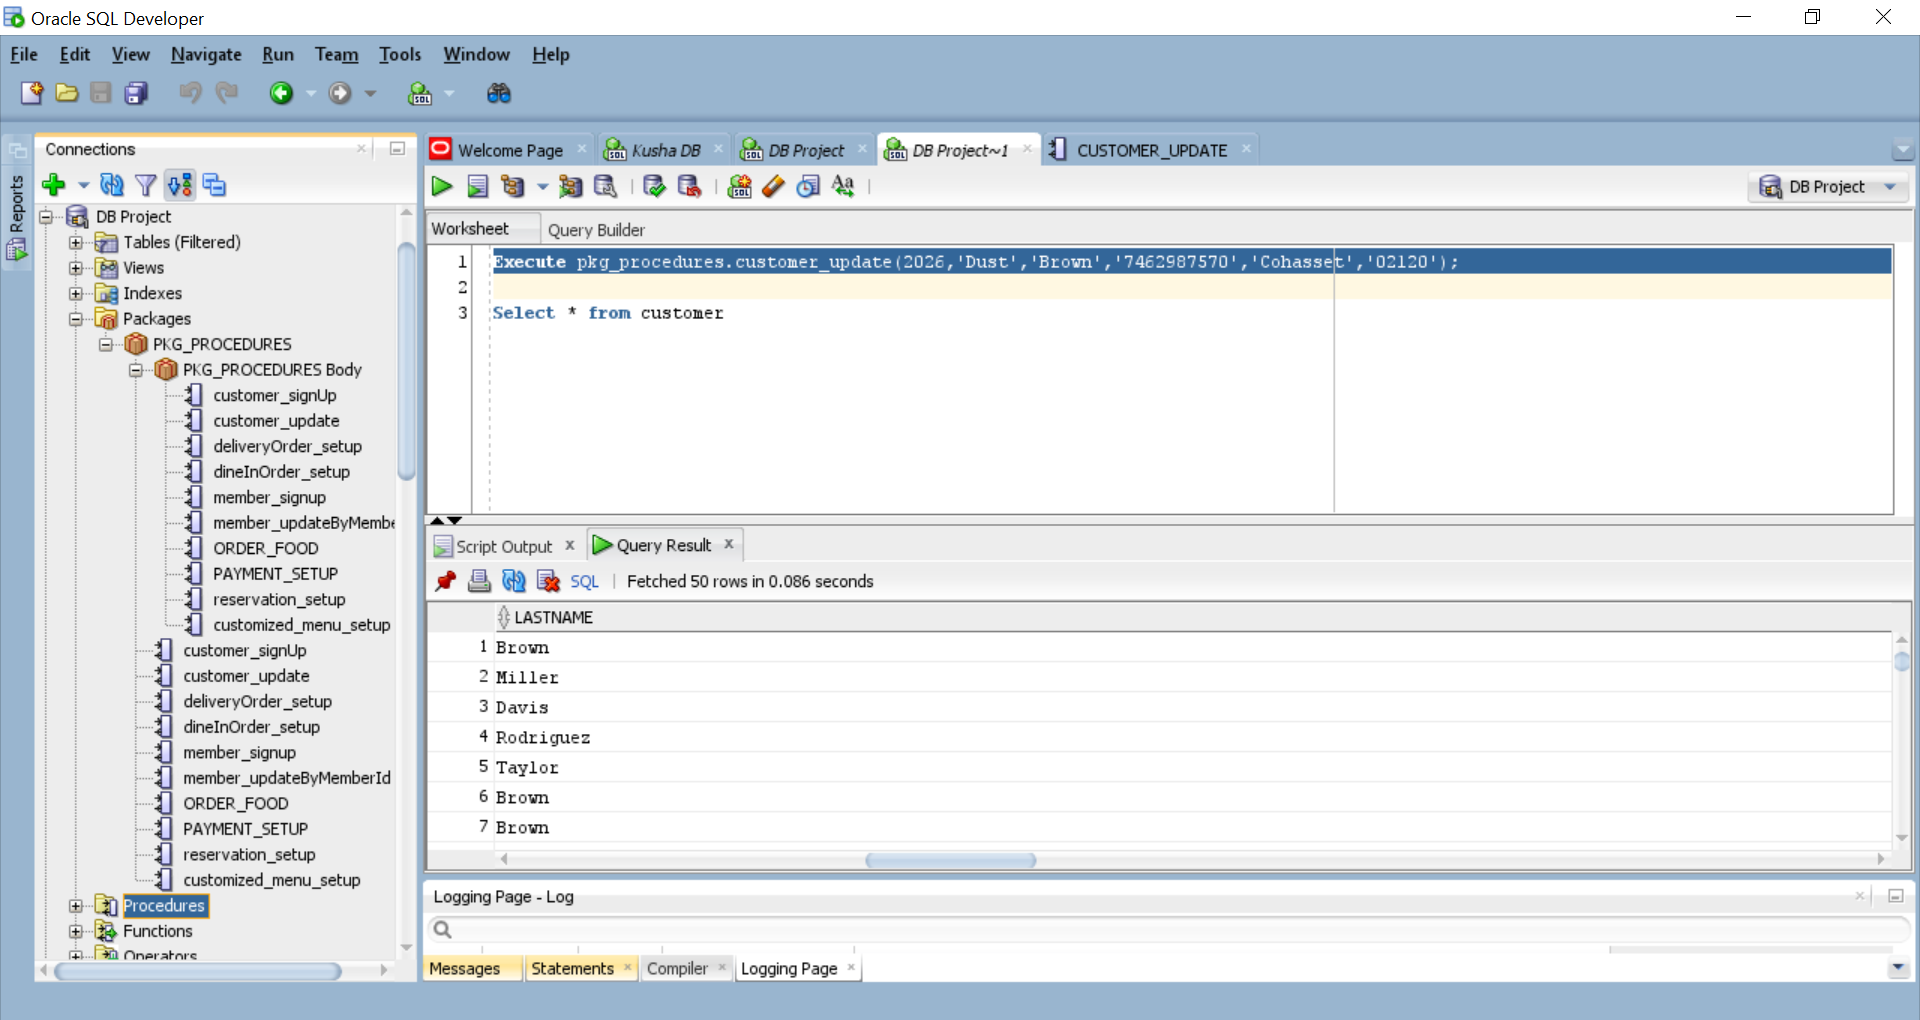 Oracle SQL Developer
File Edit View Navigate Run Team Tools Window Help
Reports
Connections
DB Project
Tables (Filtered)
Views
Indexes
Packages
PKG_PROCEDURES
PKG_PROCEDURES Body
customer_signUp
customer_update
deliveryOrder_setup
dineInOrder_setup
member_signup
member_updateByMembe
ORDER_FOOD
PAYMENT_SETUP
reservation_setup
customized_menu_setup
customer_signUp
customer_update
deliveryOrder_setup
dineInOrder_setup
member_signup
member_updateByMemberId
ORDER_FOOD
PAYMENT_SETUP
reservation_setup
customized_menu_setup
Procedures
Functions
Operators
Welcome Page Kusha DB DB Project DB Project~1 CUSTOMER_UPDATE
DB Project
Worksheet Query Builder
1 Execute pkg_procedures.customer_update(2026,'Dust','Brown','7462987570','Cohasset','02120');
2
3 Select * from customer
Script Output Query Result
SQL Fetched 50 rows in 0.086 seconds
LASTNAME
1 Brown
2 Miller
3 Davis
4 Rodriguez
5 Taylor
6 Brown
7 Brown
Logging Page - Log
Messages Statements Compiler Logging Page